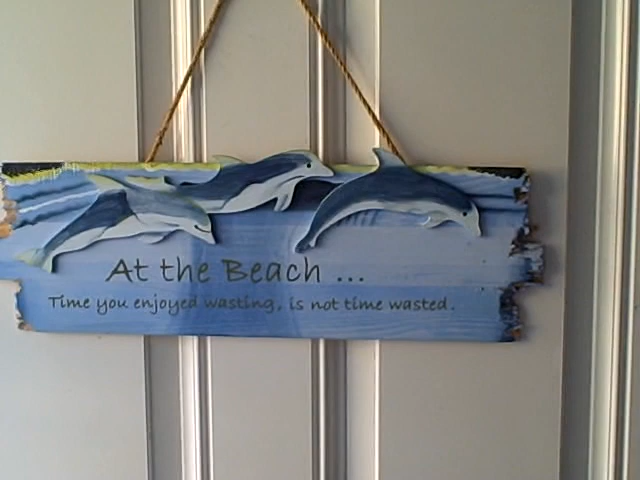 At the Beach ...
Time you enjoyed wasting, is not time wasted.